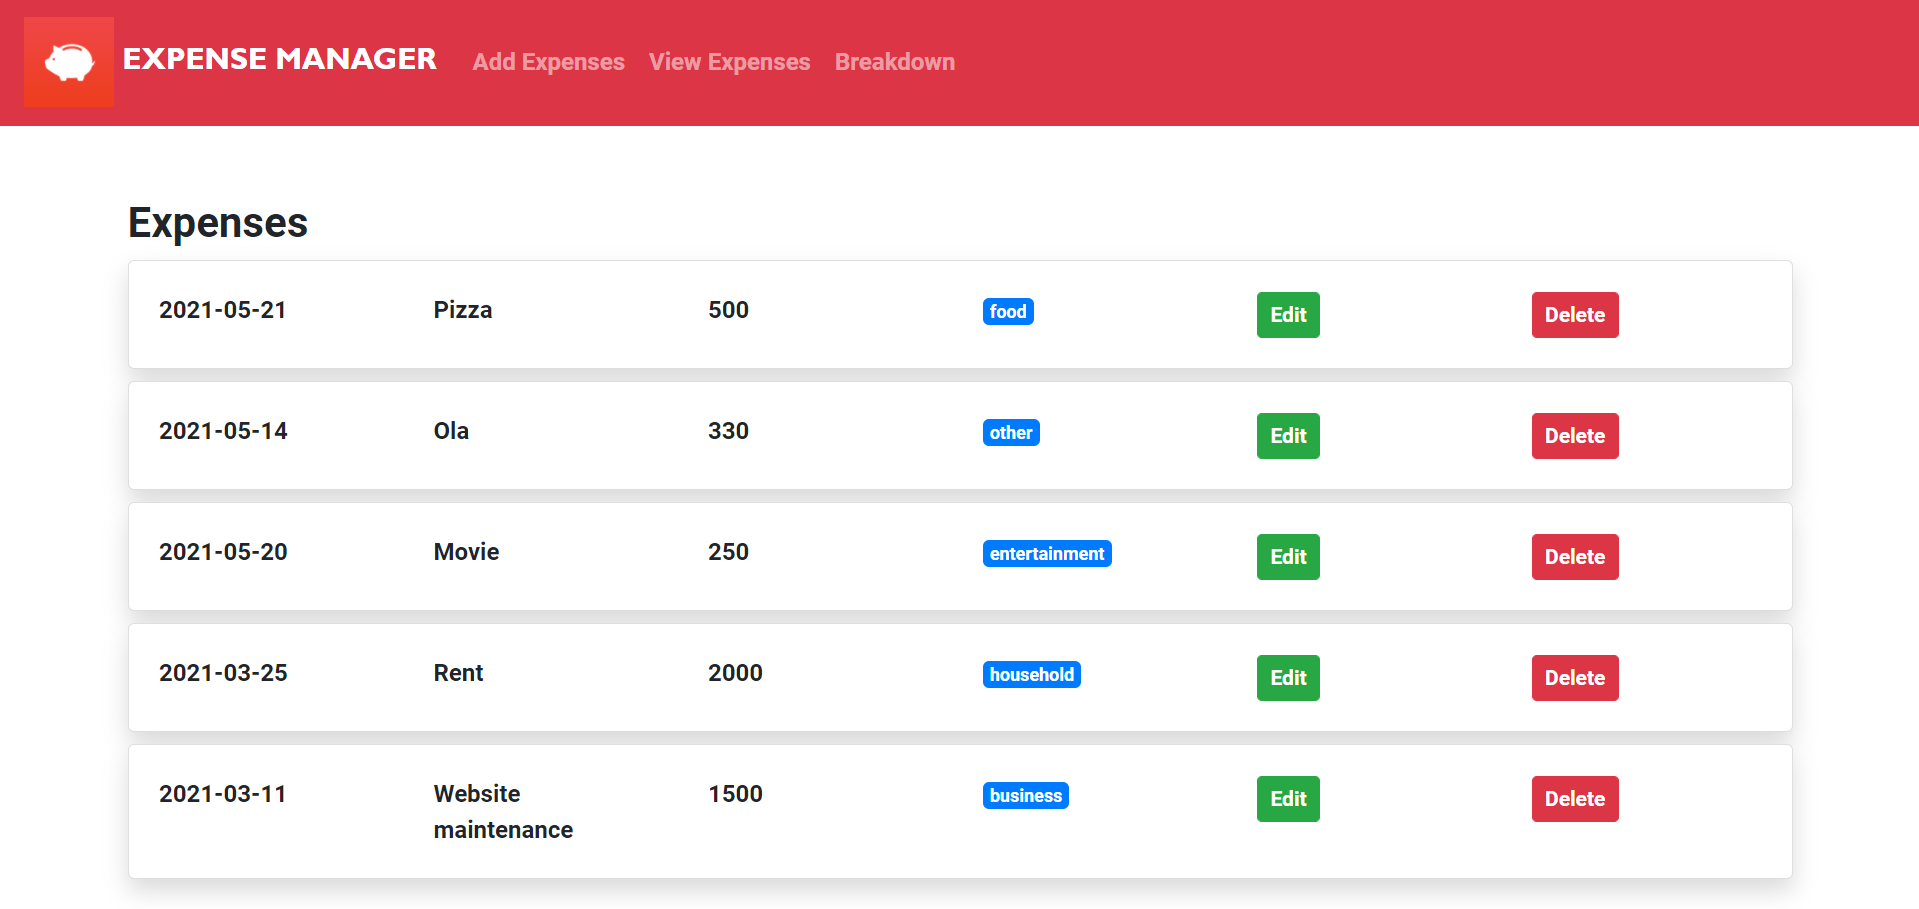 EXPENSE MANAGER Add Expenses View Expenses Breakdown
Expenses
2021-05-21 Pizza 500 food Edit Delete
2021-05-14 Ola 330 other Edit Delete
2021-05-20 Movie 250 entertainment Edit Delete
2021-03-25 Rent 2000 household Edit Delete
2021-03-11 Website 1500 business Edit Delete
maintenance